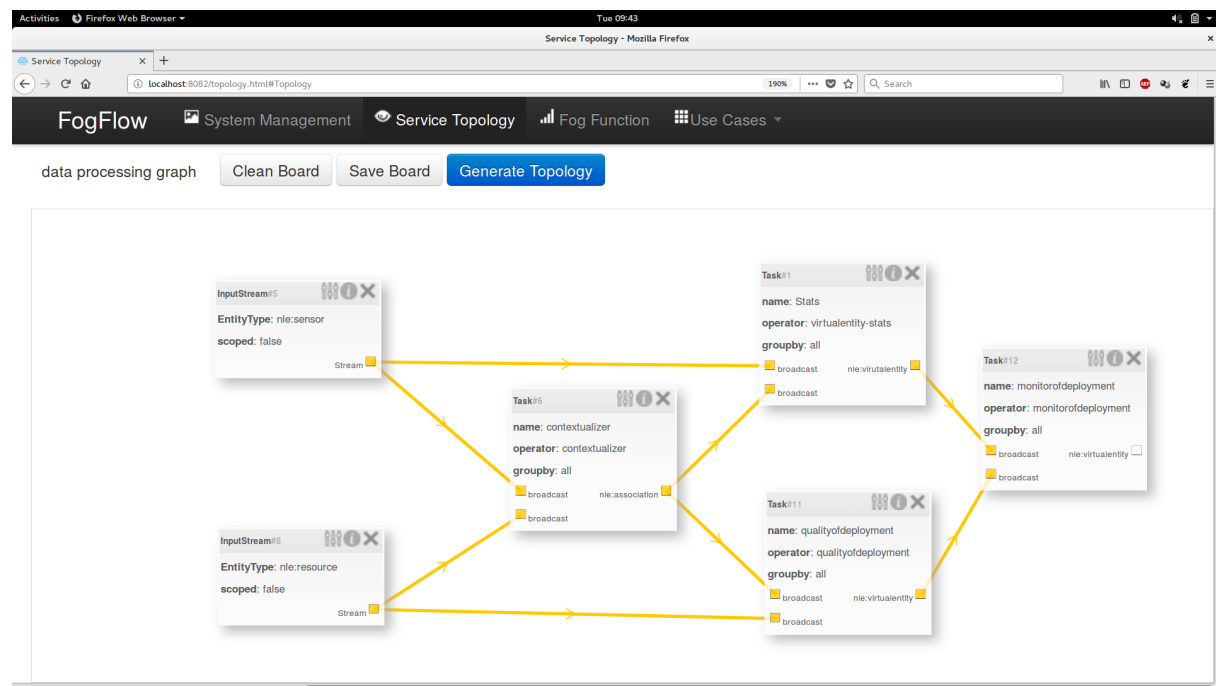 Activities Firefox Web Browser Tue 09:43
Service Topology - Mozilla Firefox
Service Topology
localhost:8082/topology.html#Topology 190% Search
FogFlow System Management Service Topology Fog Function Use Cases
data processing graph Clean Board Save Board Generate Topology
InputStream#5
EntityType: nle:sensor
scoped: false
Stream
InputStream#8
EntityType: nle:resource
scoped: false
Stream
Task#6
name: contextualizer
operator: contextualizer
groupby: all
broadcast nle:association
broadcast
Task#1
name: Stats
operator: virtualentity-stats
groupby: all
broadcast nle:virutalentity
broadcast
Task#11
name: qualityofdeployment
operator: qualityofdeployment
groupby: all
broadcast nle:virtualentity
broadcast
Task#12
name: monitorofdeployment
operator: monitorofdeployment
groupby: all
broadcast nle:virtualentity
broadcast